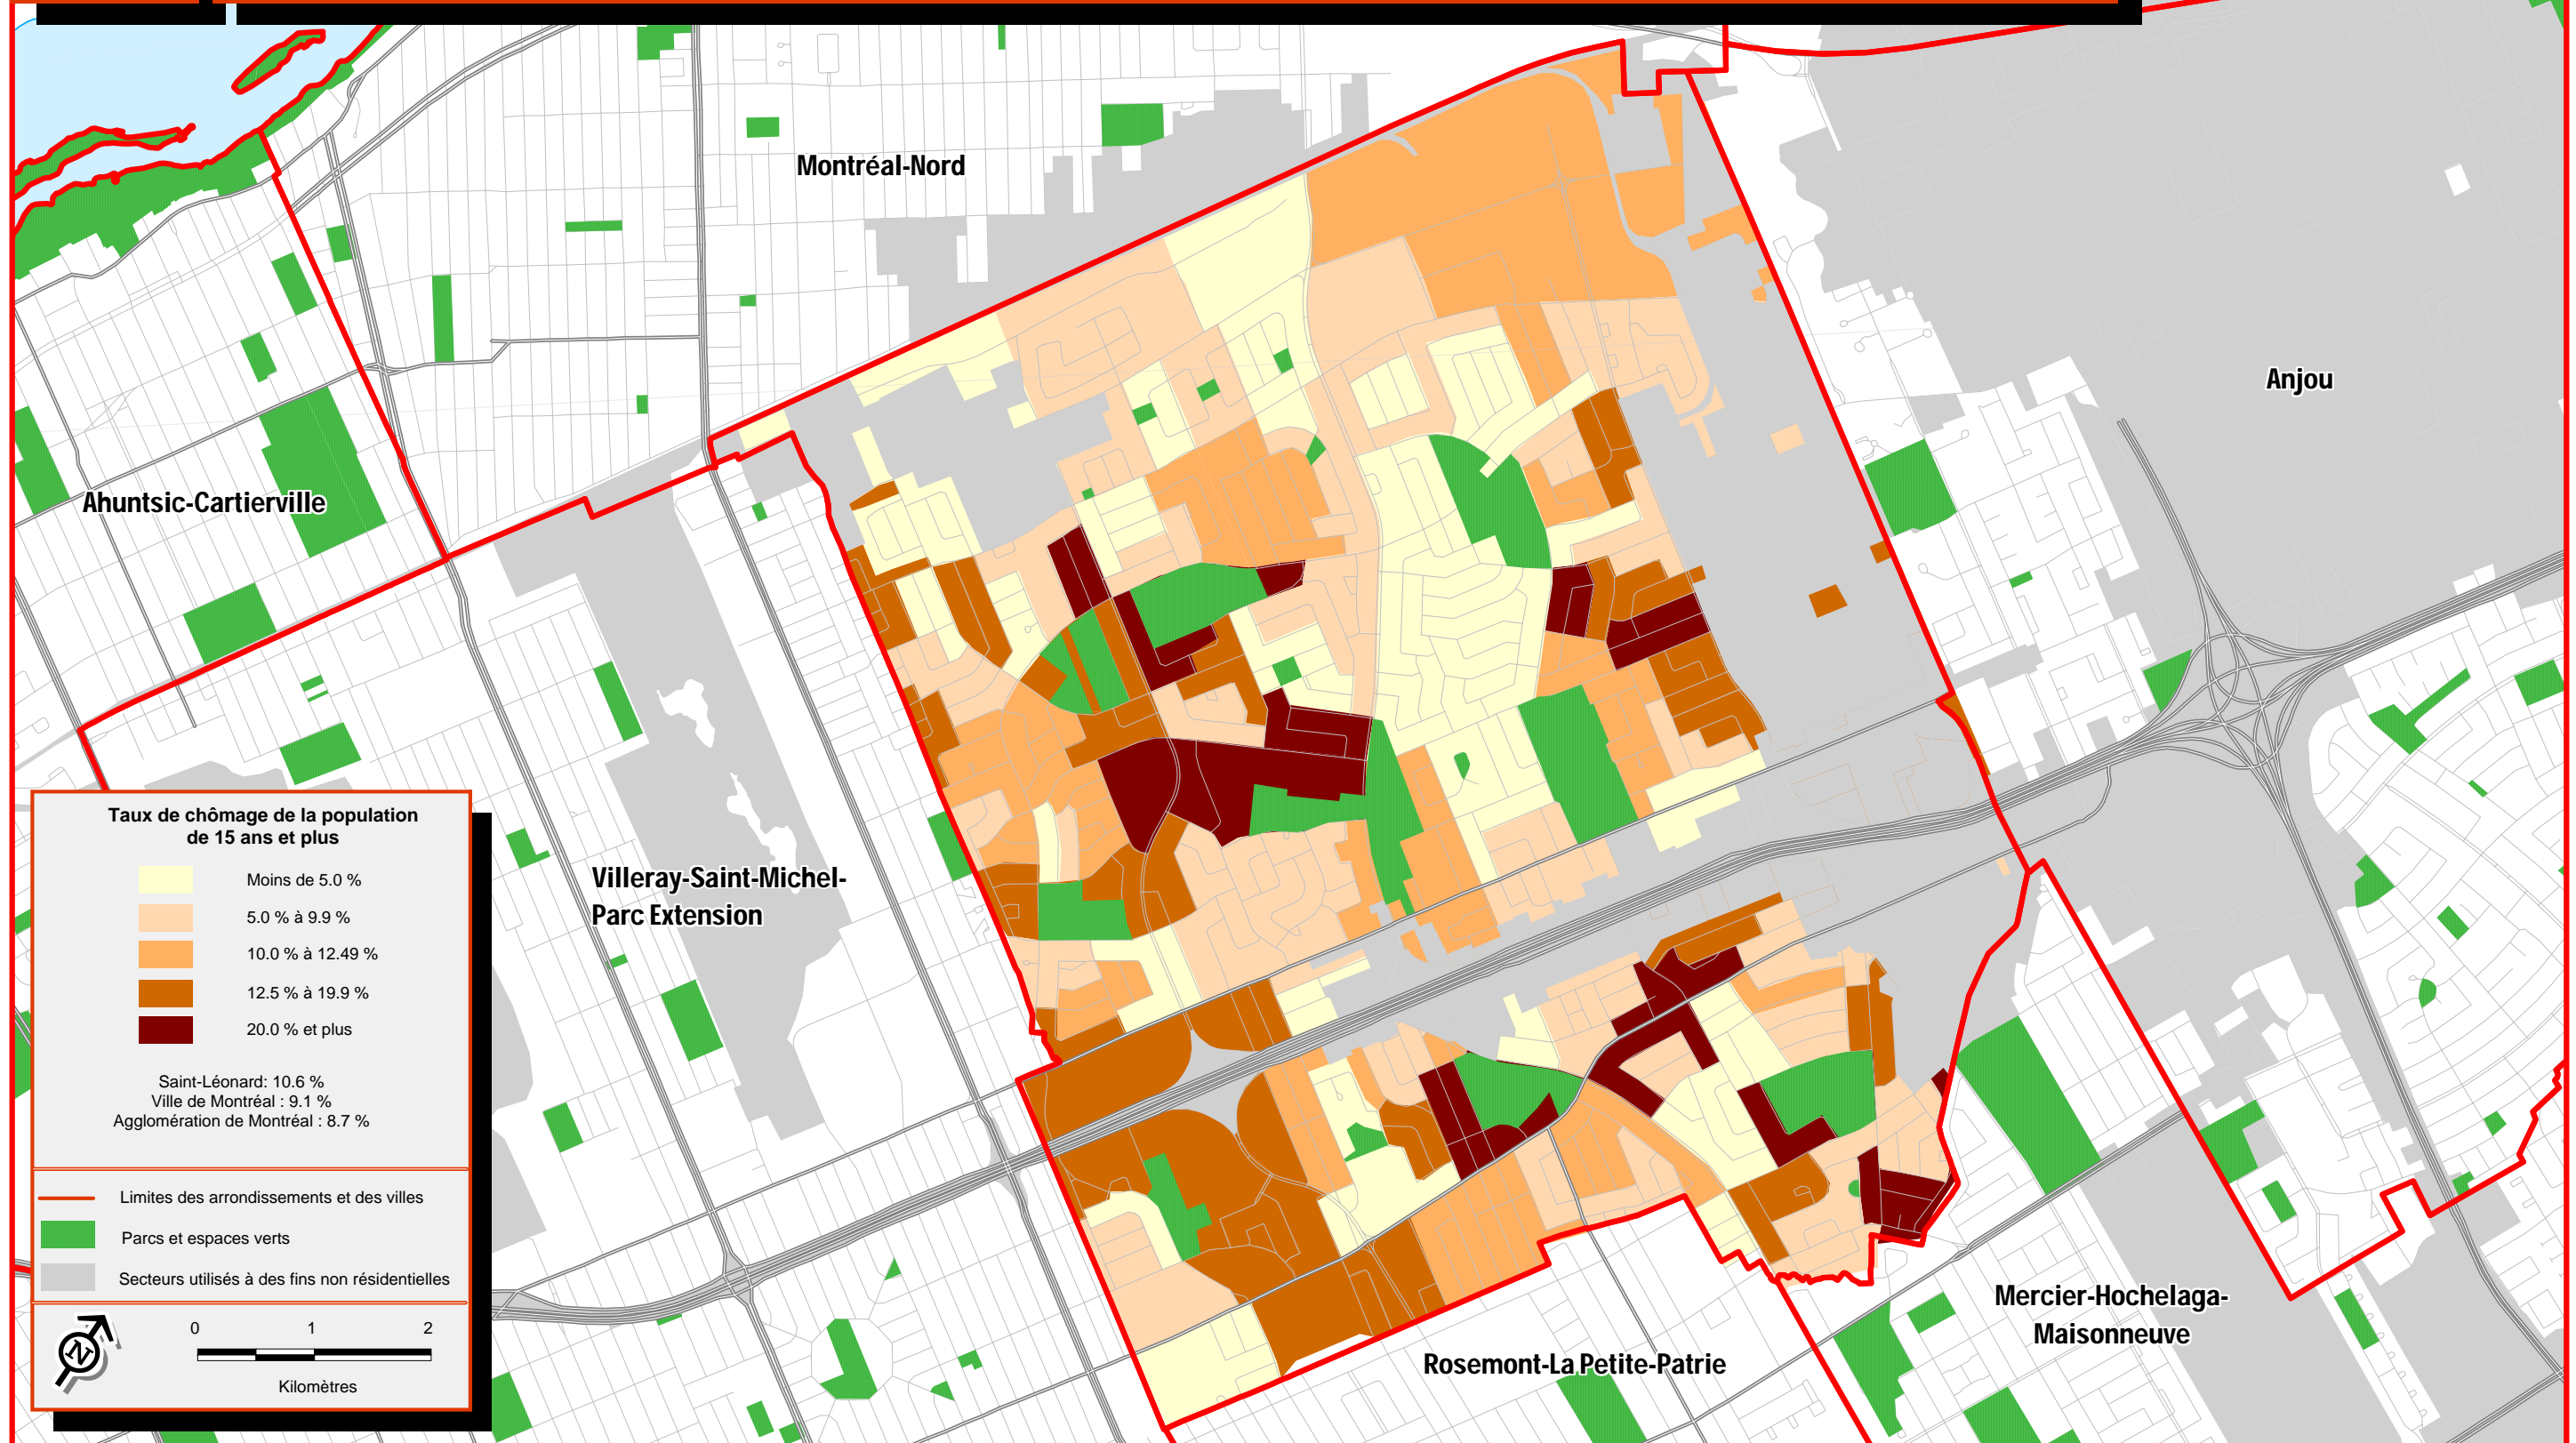 Montréal-Nord
Anjou
Ahuntsic-Cartierville
Villeray-Saint-Michel-
Parc Extension
Taux de chômage de la population
de 15 ans et plus
Moins de 5.0 %
5.0 % à 9.9 %
10.0 % à 12.49 %
12.5 % à 19.9 %
20.0 % et plus
Saint-Léonard: 10.6 %
Ville de Montréal : 9.1 %
Agglomération de Montréal : 8.7 %
Limites des arrondissements et des villes
Parcs et espaces verts
Secteurs utilisés à des fins non résidentielles
N
0 1 2
Kilomètres
Mercier-Hochelaga-
Maisonneuve
Rosemont-La Petite-Patrie